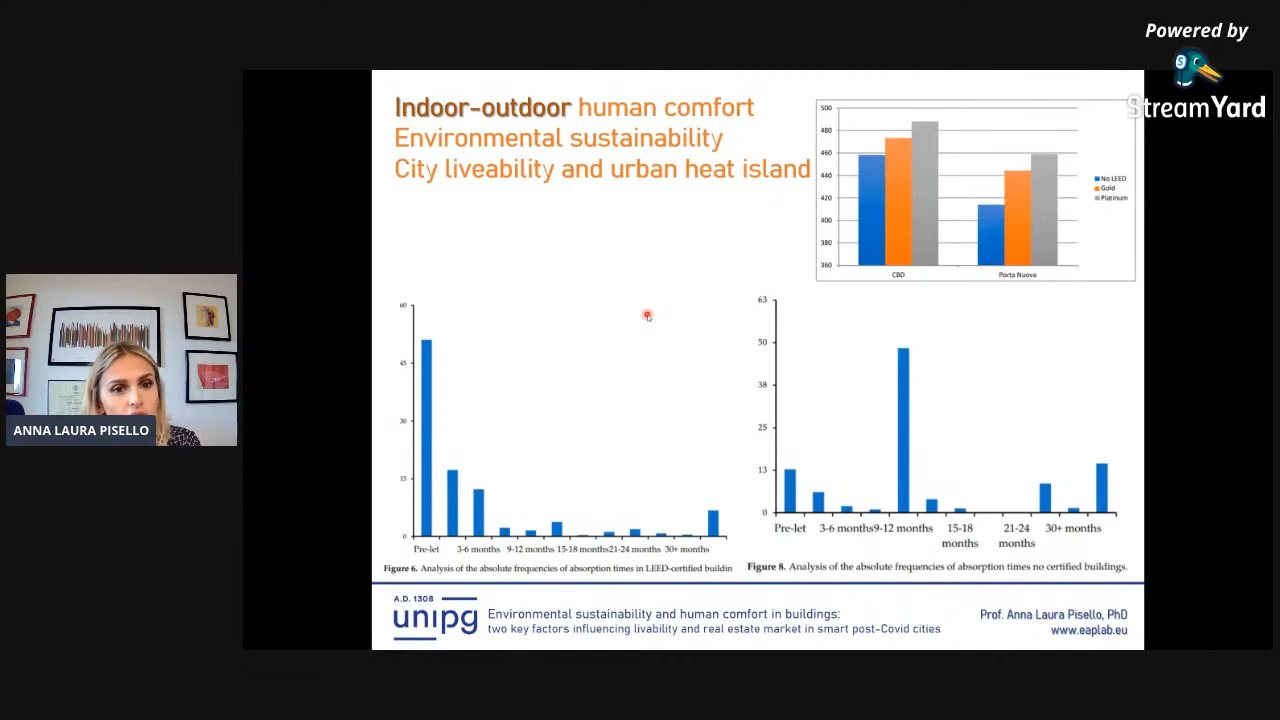 Powered by
StreamYard
Indoor-outdoor human comfort
Environmental sustainability
City liveability and urban heat island
500
480
460
440
420
400
380
360
CBD
Porta Nuova
No LEED
Gold
Platinum
60
45
30
15
0
Pre-let
3-6 months
9-12 months
15-18 months
21-24 months
30+ months
Figure 6. Analysis of the absolute frequencies of absorption times in LEED-certified buildin
63
50
38
25
13
0
Pre-let
3-6 months
9-12 months
15-18
months
21-24
months
30+ months
Figure 8. Analysis of the absolute frequencies of absorption times no certified buildings.
ANNA LAURA PISELLO
A.D. 1308
unipg
Environmental sustainability and human comfort in buildings:
two key factors influencing livability and real estate market in smart post-Covid cities
Prof. Anna Laura Pisello, PhD
www.eaplab.eu